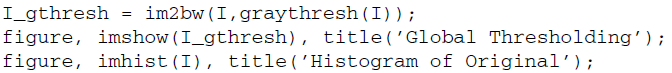 I_gthresh = im2bw(I,graythresh(I));
figure, imshow(I_gthresh), title(’Global Thresholding’);
figure, imhist(I), title(’Histogram of Original’);